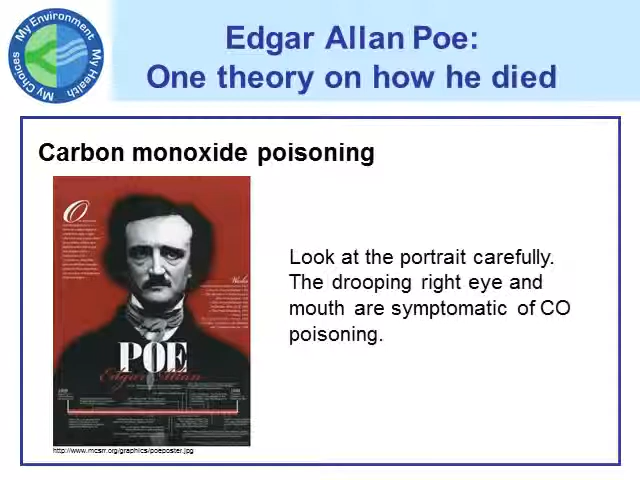 My Environment
My Health
My Choices
Edgar Allan Poe:
One theory on how he died
Carbon monoxide poisoning
Look at the portrait carefully.
The drooping right eye and
mouth are symptomatic of CO
poisoning.
O
Works
POE
Edgar Allan
http://www.mcsrr.org/graphics/poeposter.jpg